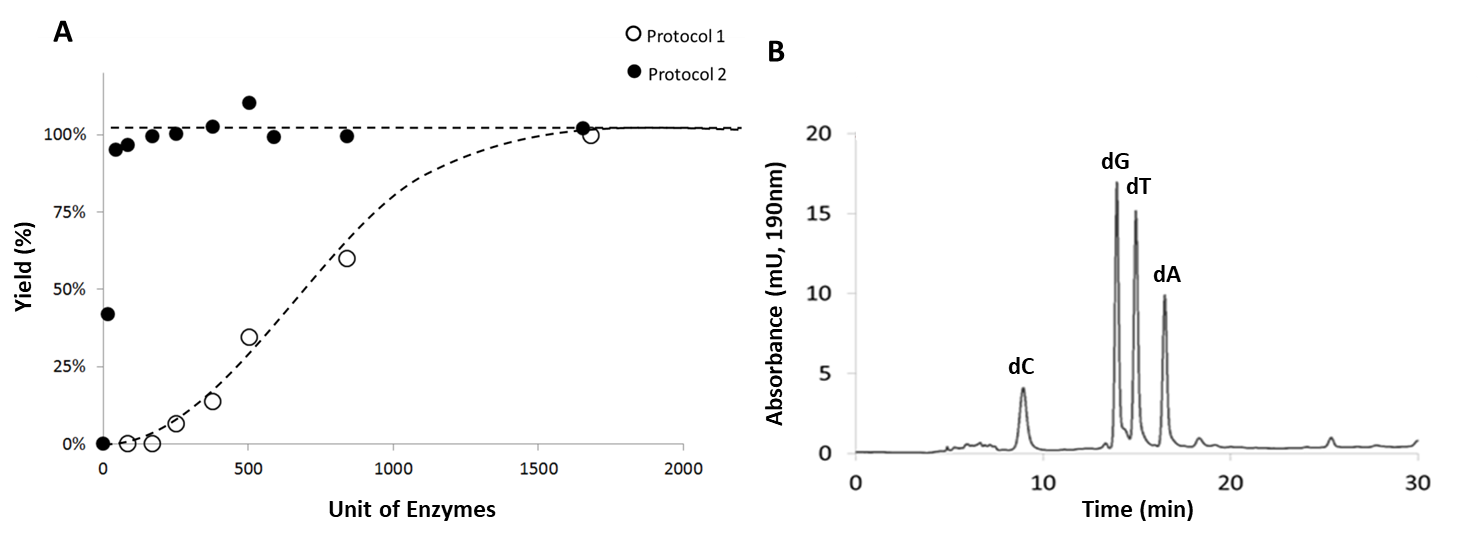 A
Protocol 1
Protocol 2
100%
75%
50%
25%
0%
Yield (%)
0 500 1000 1500 2000
Unit of Enzymes
B
20
15
10
5
0
Absorbance (mU, 190nm)
dC
dG
dT
dA
0 10 20 30
Time (min)